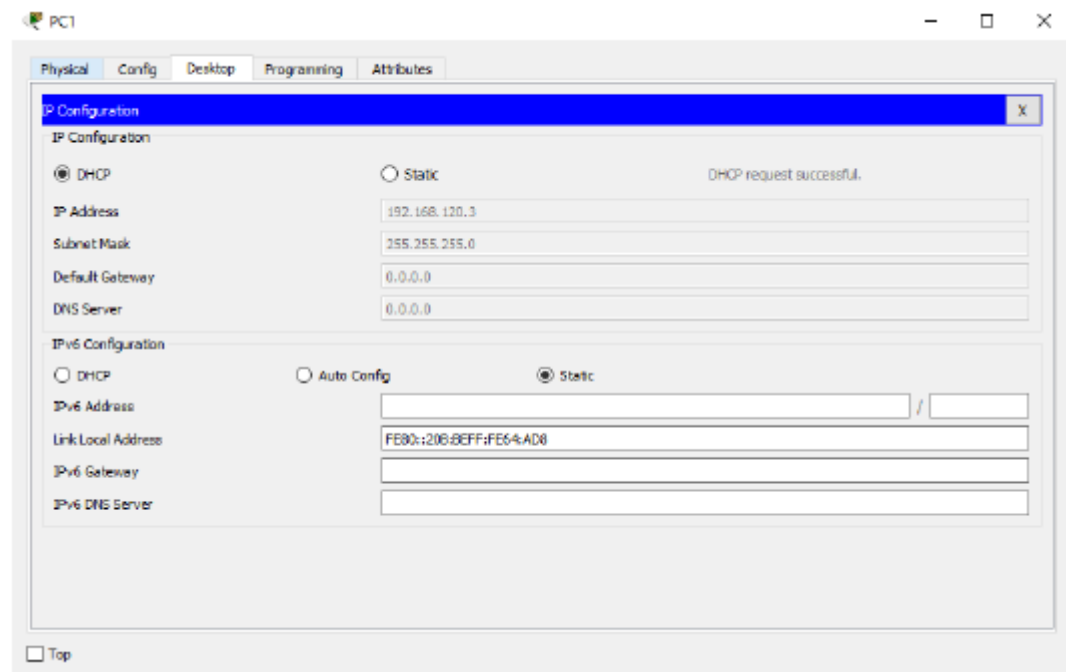 PC1
Physical Config Desktop Programming Attributes
IP Configuration X
IP Configuration
DHCP Static DHCP request successful.
IP Address 192.168.120.3
Subnet Mask 255.255.255.0
Default Gateway 0.0.0.0
DNS Server 0.0.0.0
IPv6 Configuration
DHCP Auto Config Static
IPv6 Address /
Link Local Address FE80::20B:BEFF:FE64:AD8
IPv6 Gateway
IPv6 DNS Server
Top